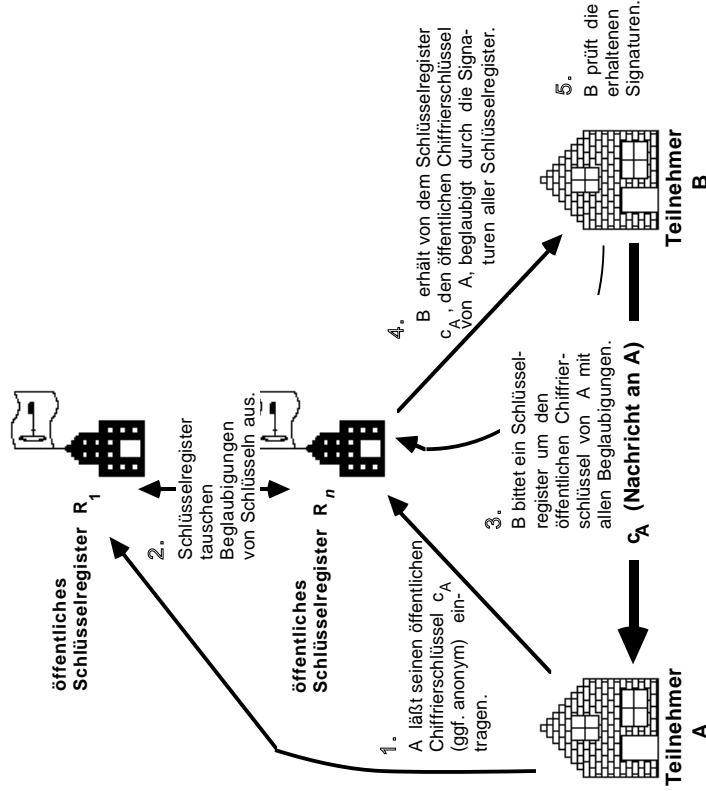 öffentliches
Schlüsselregister R1
2.
Schlüsselregister
tauschen
Beglaubigungen
von Schlüsseln aus.
öffentliches
Schlüsselregister Rn
1.
A läßt seinen öffentlichen
Chiffrierschlüssel cA
(ggf. anonym) ein-
tragen.
3.
B bittet ein Schlüssel-
register um den
öffentlichen Chiffrier-
schlüssel von A mit
allen Beglaubigungen.
4.
B erhält von dem Schlüsselregister
cA, den öffentlichen Chiffrierschlüssel
von A, beglaubigt durch die Signa-
turen aller Schlüsselregister.
5.
B prüft die
erhaltenen
Signaturen.
cA (Nachricht an A)
Teilnehmer
A
Teilnehmer
B